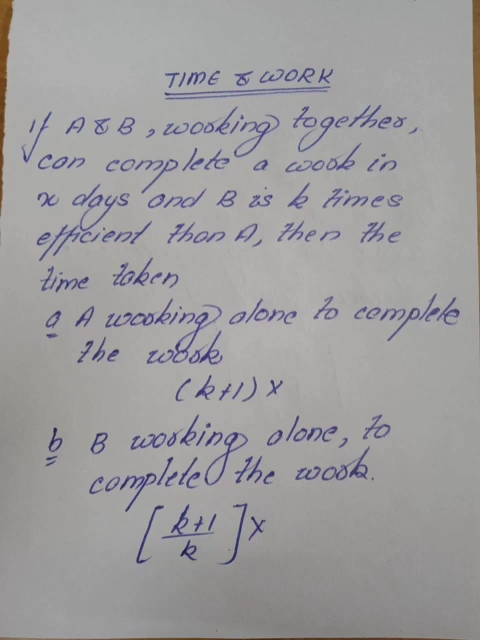 TIME & WORK
If A & B, working together,
can complete a work in
x days and B is k times
efficient than A, then the
time taken
a A working alone to complete
the work
(k+1) x
b B working alone, to
complete the work.
[k+1/k] x